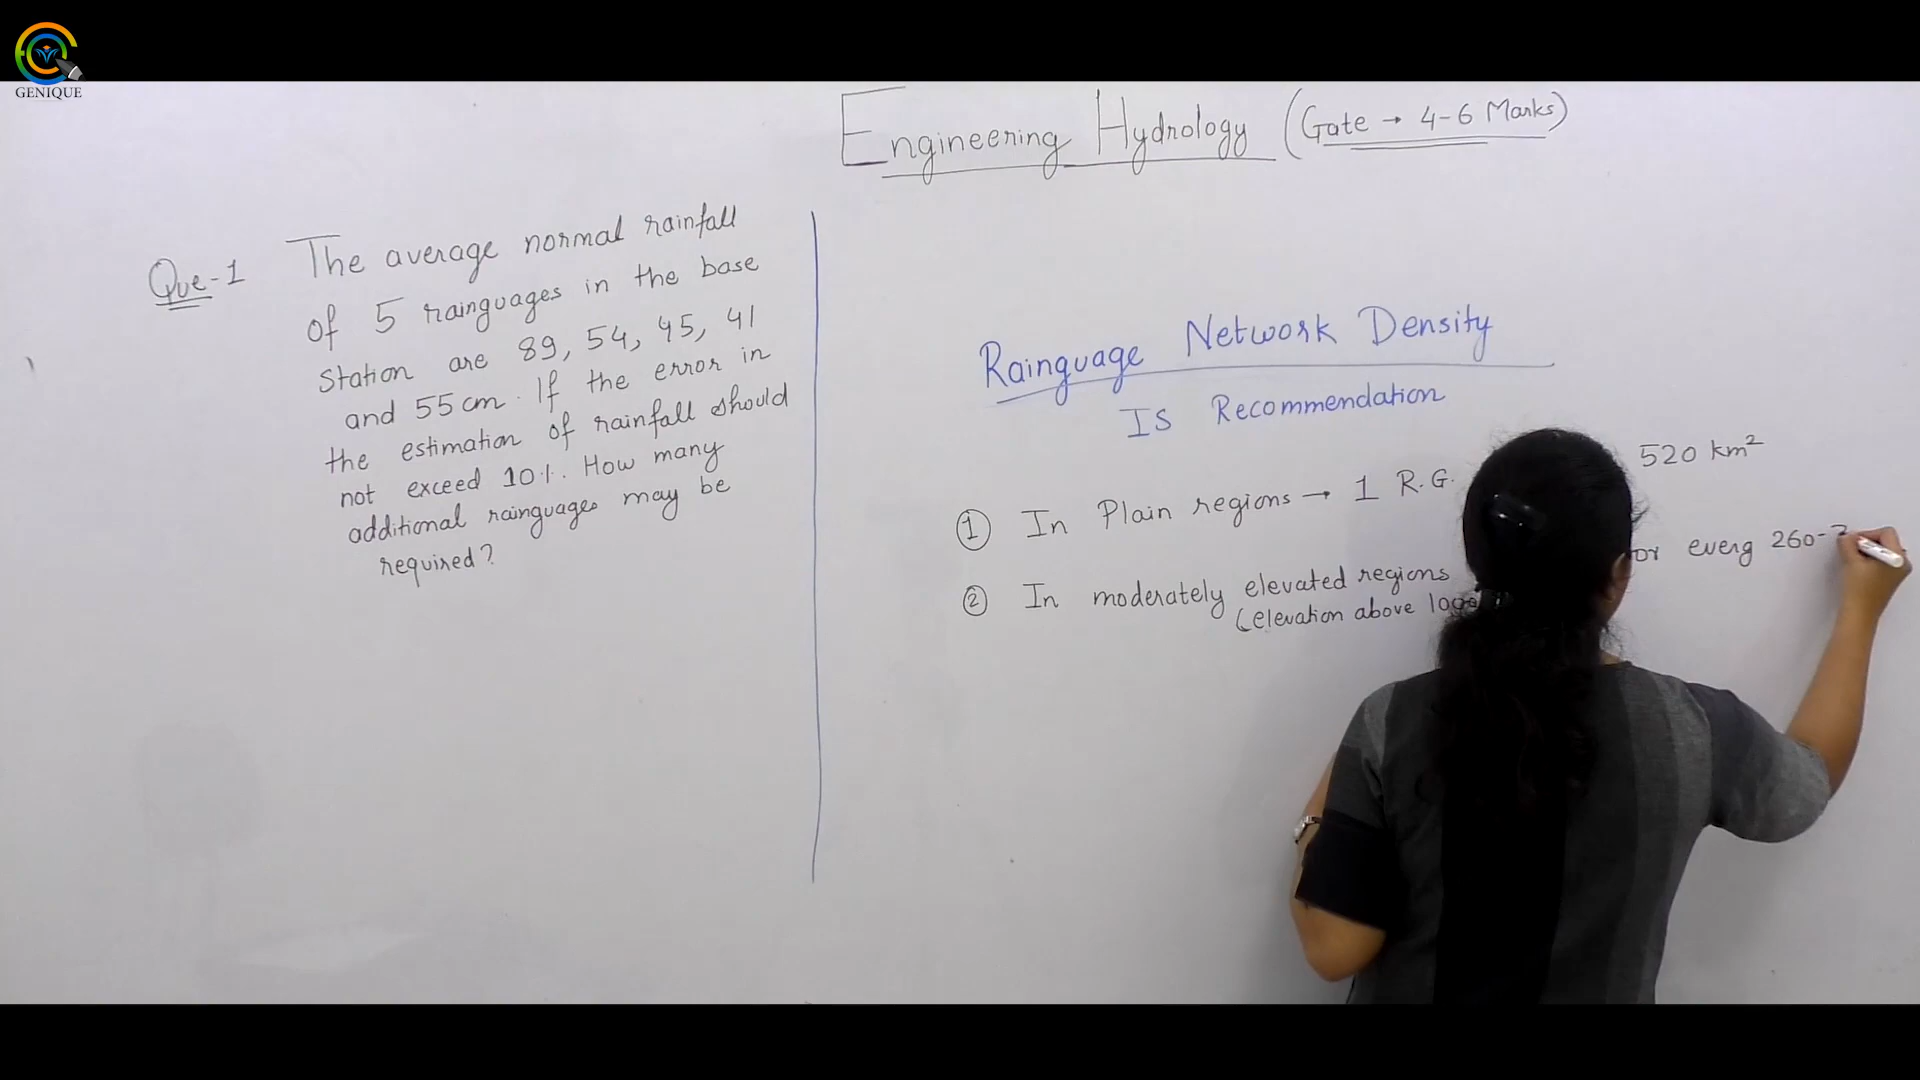 GENIQUE
Engineering Hydrology (Gate → 4-6 Marks)
Que-1 The average normal rainfall
of 5 rainguages in the base
station are 89, 54, 45, 41
and 55 cm. If the error in
the estimation of rainfall should
not exceed 10%. How many
additional rainguages may be
required?
Rainguage Network Density
IS Recommendation
① In Plain regions → 1 R.G. 520 km²
② In moderately elevated regions every 260-
(elevation above